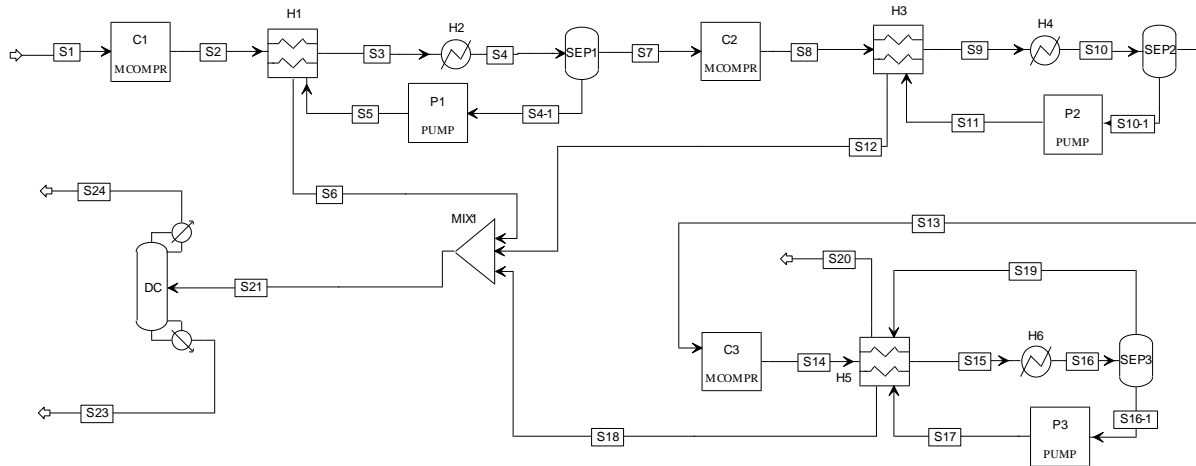 H1
H2
H3
H4
S1
C1
MCOMPR
S2
S3
S4
SEP1
S7
C2
MCOMPR
S8
S9
S10
SEP2
S5
P1
PUMP
S4-1
S11
P2
PUMP
S10-1
S12
S24
S6
MIX1
S13
S20
S19
DC
S21
C3
MCOMPR
S14
H5
S15
H6
S16
SEP3
S23
S18
S17
P3
PUMP
S16-1